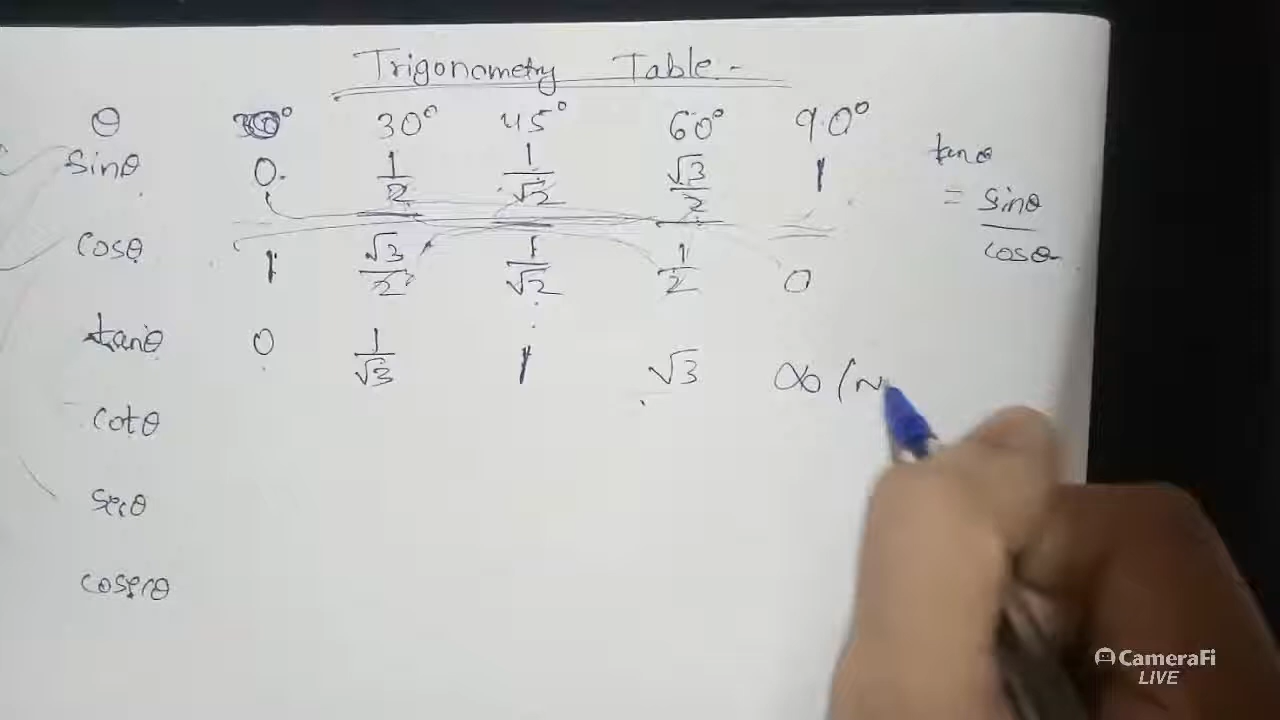 Trigonometry Table
θ 30° 45° 60° 90°
sinθ 0 1/2 1/√2 √3/2 1
cosθ 1 √3/2 1/√2 1/2 0
tanθ 0 1/√3 1 √3 ∞ (N
cotθ
secθ
cosecθ
tanθ
= sinθ/cosθ
CameraFi
LIVE